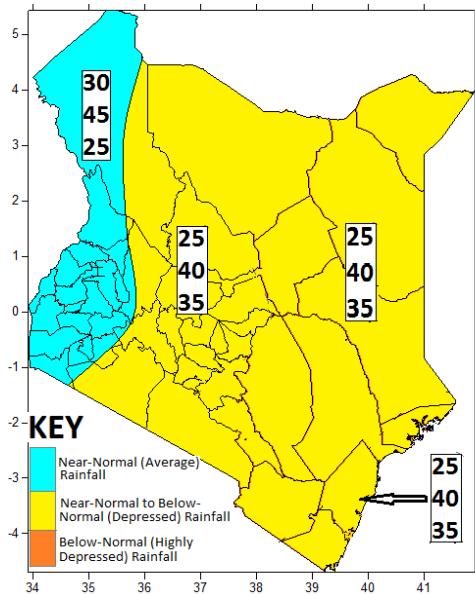 5
4
3
2
1
0
-1
-2
-3
-4
30
45
25
25
40
35
25
40
35
25
40
35
KEY
Near-Normal (Average)
Rainfall
Near-Normal to Below-
Normal (Depressed) Rainfall
Below-Normal (Highly
Depressed) Rainfall
34 35 36 37 38 39 40 41